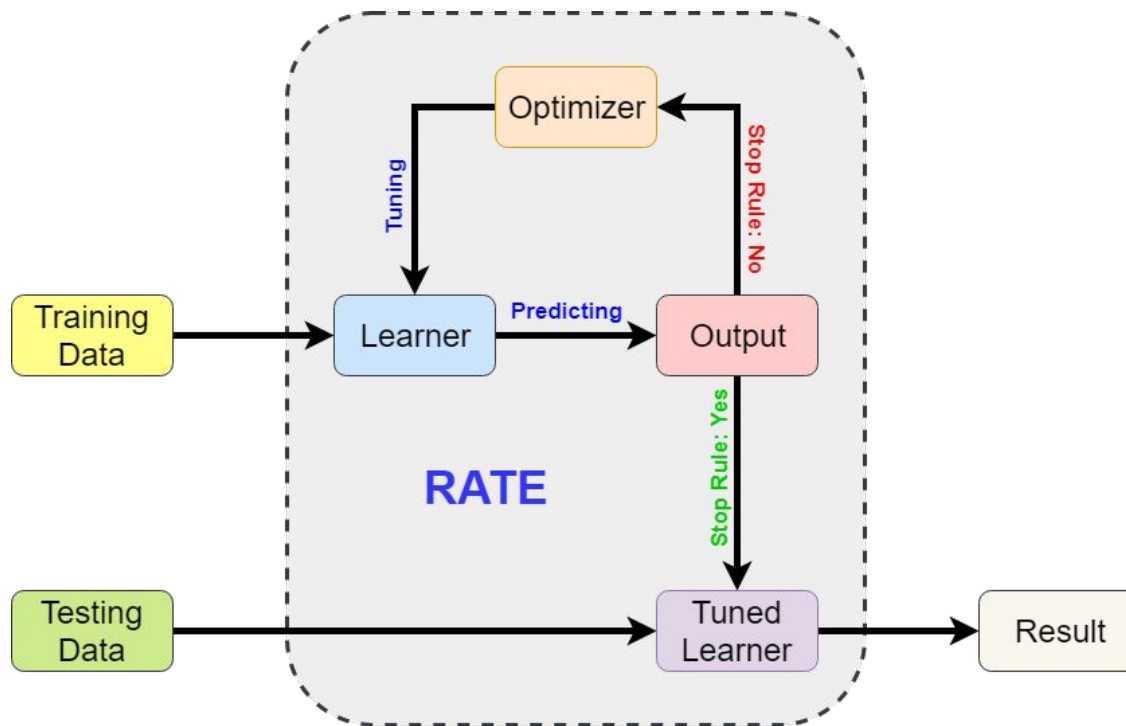 Optimizer
Tuning
Stop Rule: No
Training
Data
Learner
Predicting
Output
RATE
Stop Rule: Yes
Testing
Data
Tuned
Learner
Result